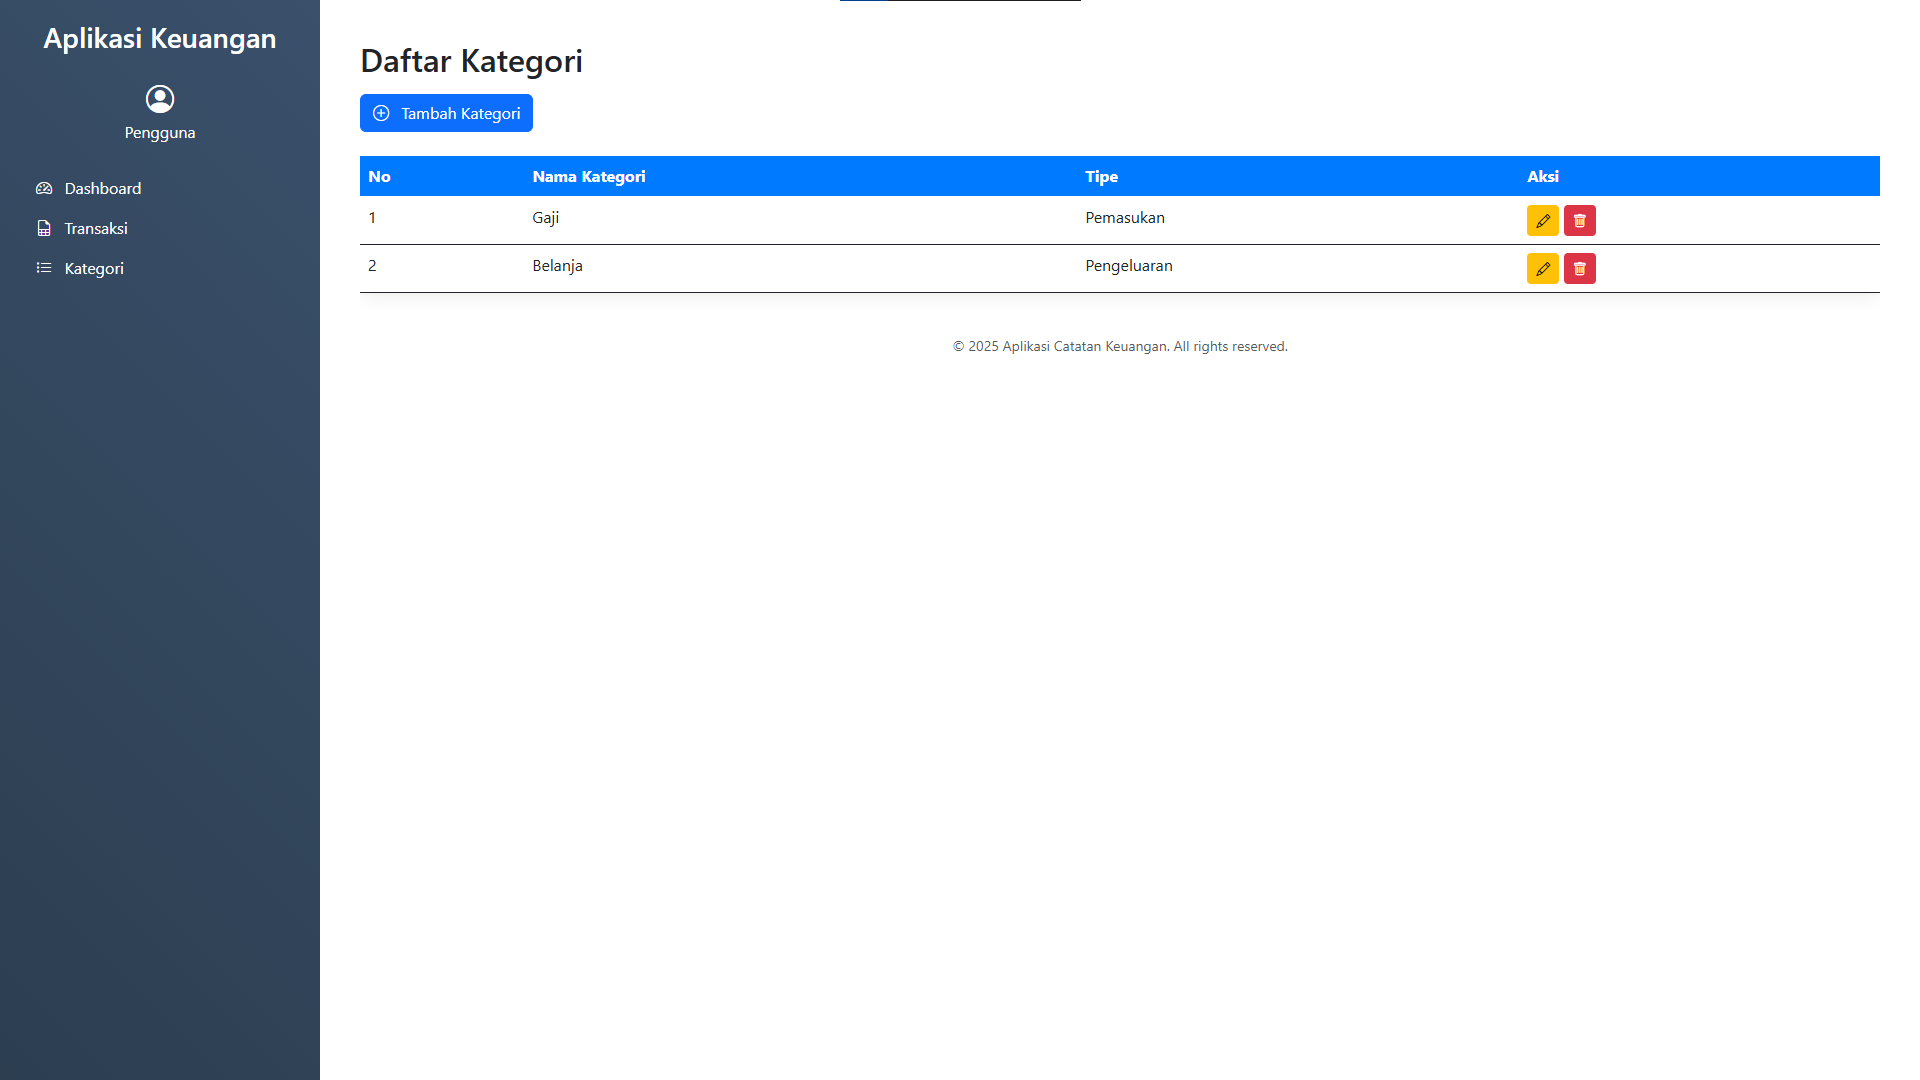 Aplikasi Keuangan
Pengguna
Dashboard
Transaksi
Kategori
Daftar Kategori
Tambah Kategori
No Nama Kategori Tipe Aksi
1 Gaji Pemasukan
2 Belanja Pengeluaran
© 2025 Aplikasi Catatan Keuangan. All rights reserved.